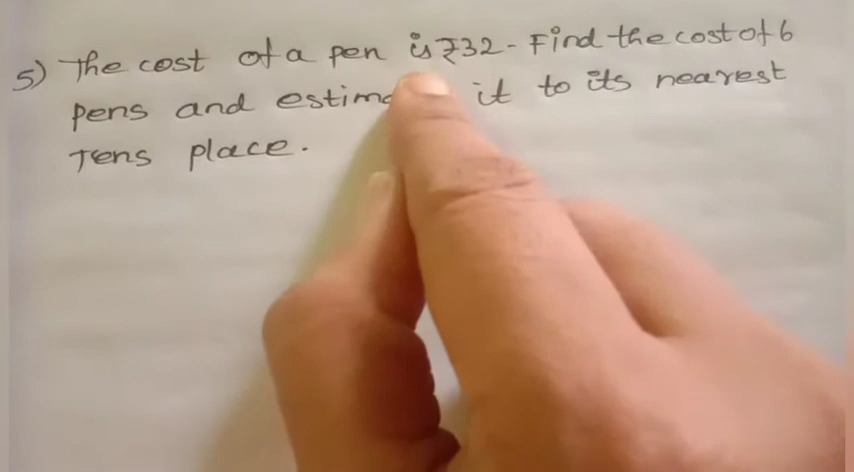 5) The cost of a pen is ₹32- Find the cost of 6
pens and estima it to its nearest
Tens place.